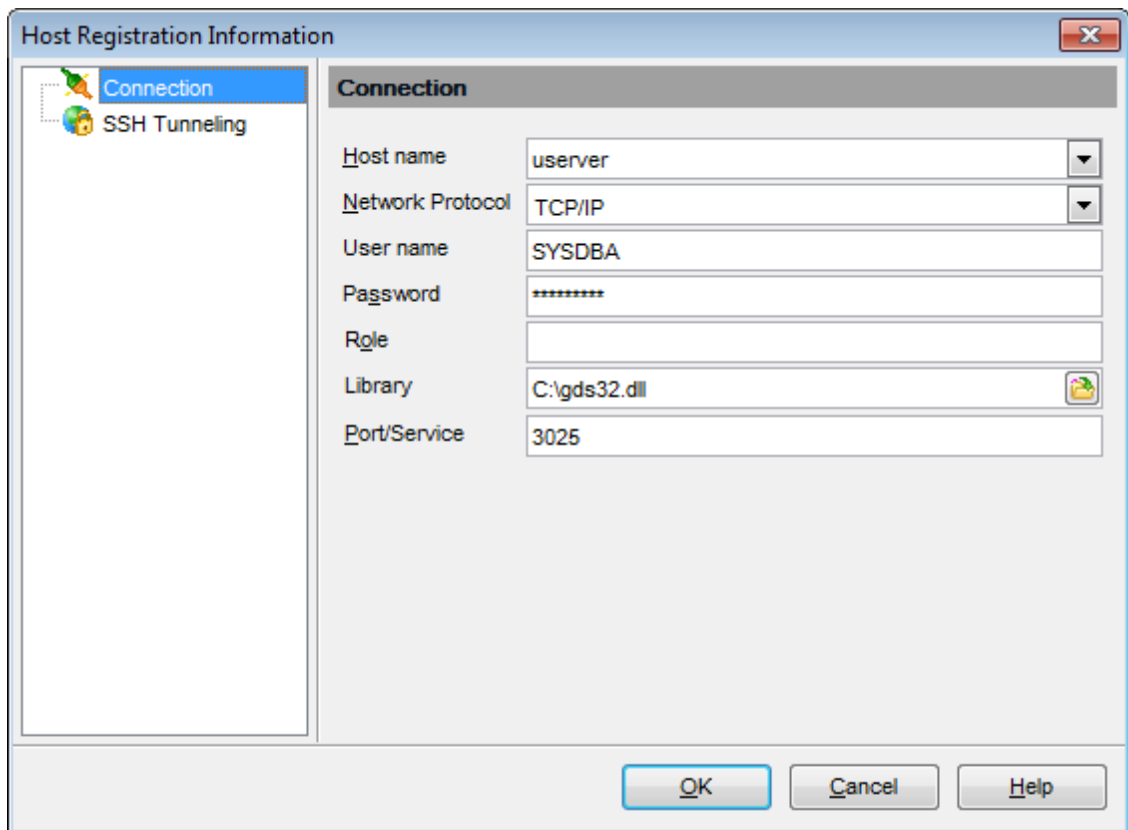 Host Registration Information
Connection
SSH Tunneling
Connection
Host name userver
Network Protocol TCP/IP
User name SYSDBA
Password *********
Role
Library C:\gds32.dll
Port/Service 3025
OK Cancel Help